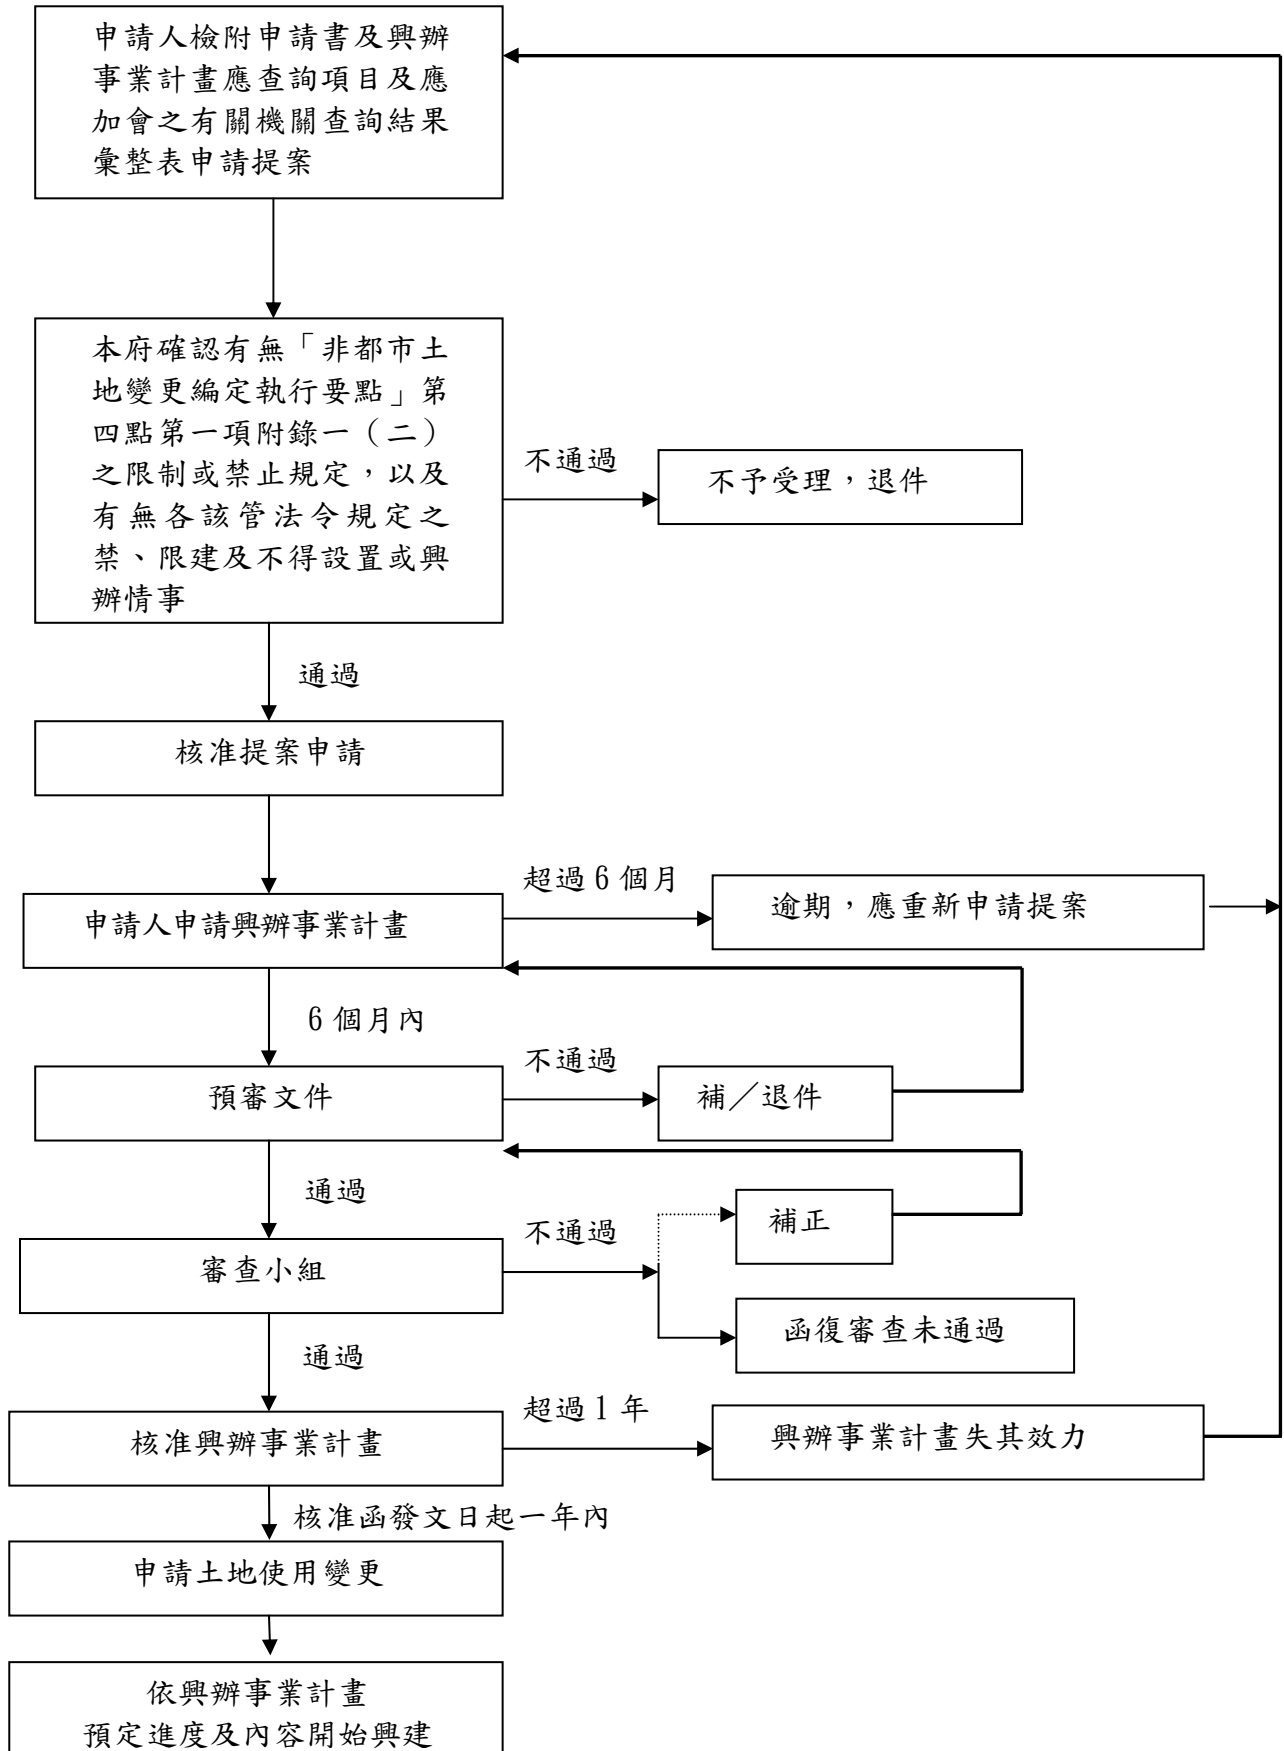 申請人檢附申請書及興辦
事業計畫應查詢項目及應
加會之有關機關查詢結果
彙整表申請提案
本府確認有無「非都市土
地變更編定執行要點」第
四點第一項附錄一（二）
之限制或禁止規定，以及
有無各該管法令規定之
禁、限建及不得設置或興
辦情事
不通過
不予受理，退件
通過
核准提案申請
申請人申請興辦事業計畫
超過 6 個月
逾期，應重新申請提案
6 個月內
預審文件
不通過
補／退件
通過
審查小組
不通過
補正
函復審查未通過
通過
核准興辦事業計畫
超過 1 年
興辦事業計畫失其效力
核准函發文日起一年內
申請土地使用變更
依興辦事業計畫
預定進度及內容開始興建